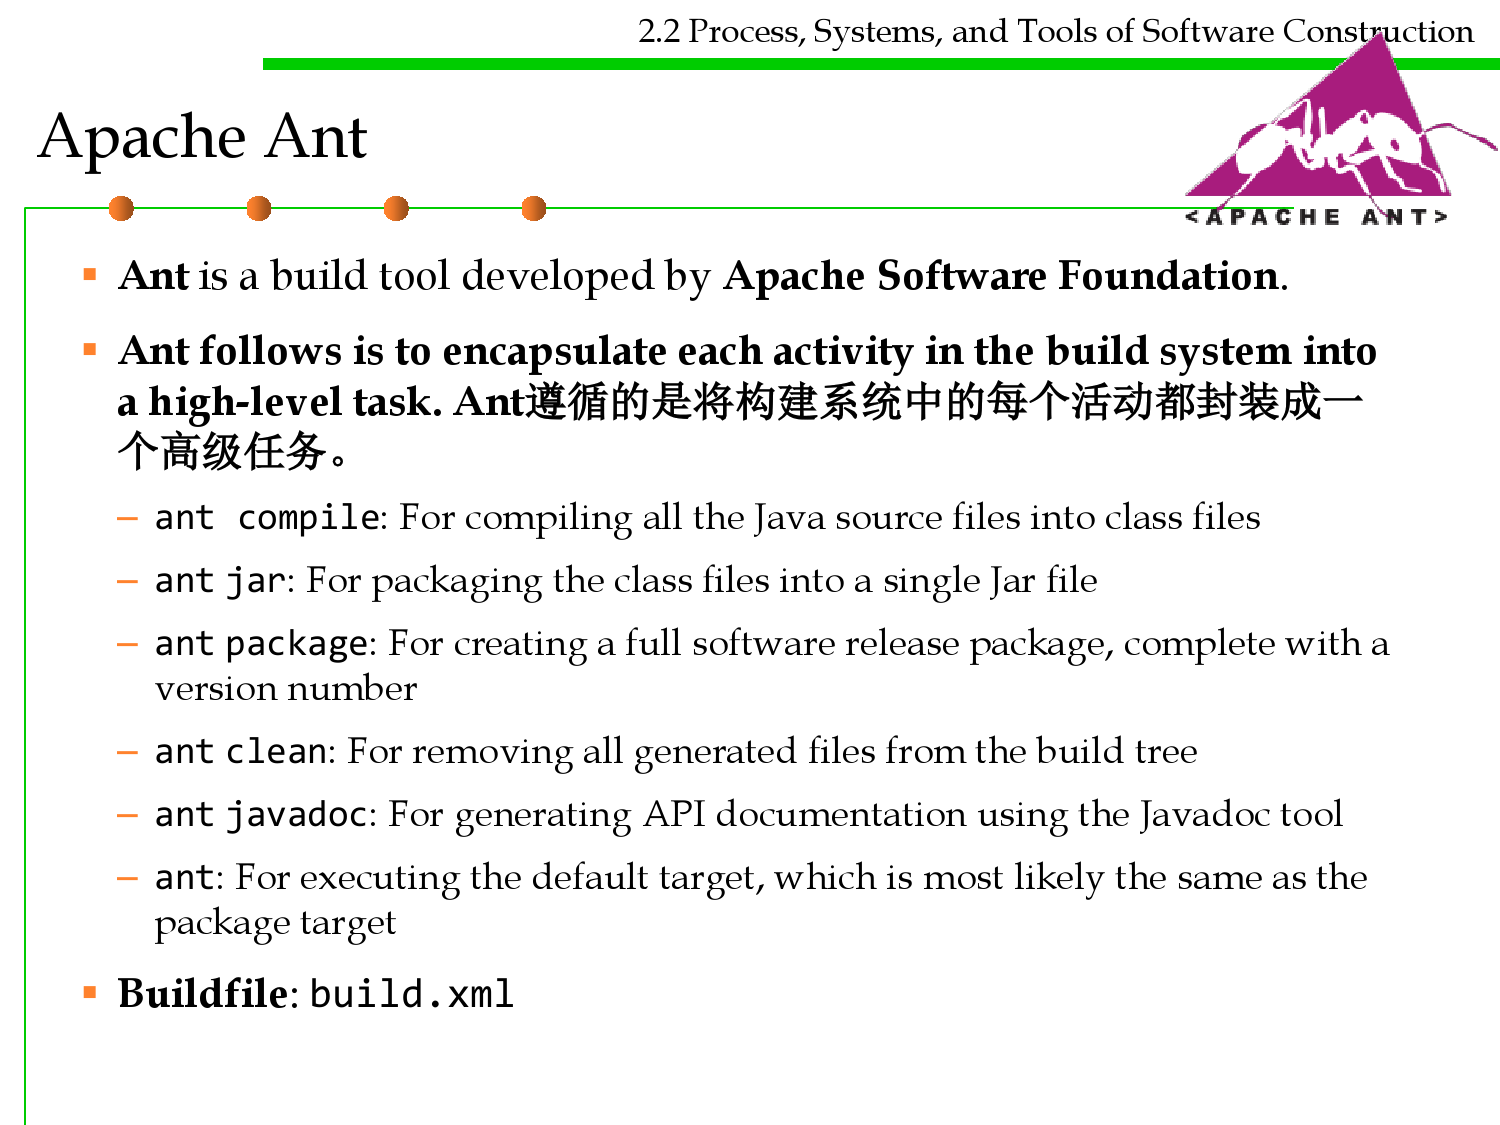 2.2 Process, Systems, and Tools of Software Construction
Apache Ant
<APACHE ANT>
▪ Ant is a build tool developed by Apache Software Foundation.
▪ Ant follows is to encapsulate each activity in the build system into
a high-level task. Ant遵循的是将构建系统中的每个活动都封装成一
个高级任务。
– ant compile: For compiling all the Java source files into class files
– ant jar: For packaging the class files into a single Jar file
– ant package: For creating a full software release package, complete with a
version number
– ant clean: For removing all generated files from the build tree
– ant javadoc: For generating API documentation using the Javadoc tool
– ant: For executing the default target, which is most likely the same as the
package target
▪ Buildfile: build.xml